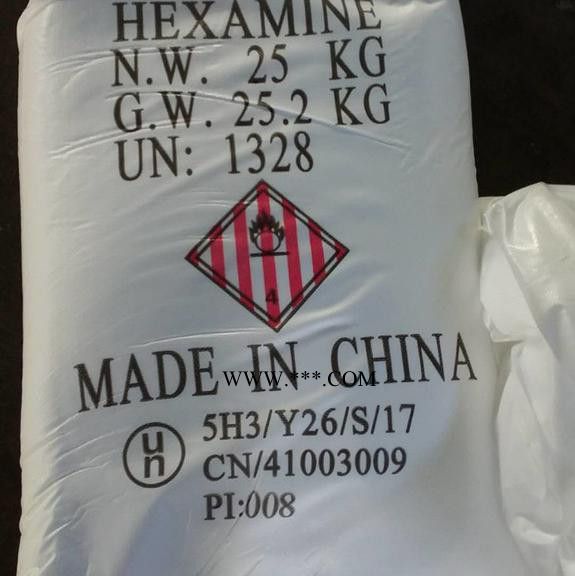 HEXAMINE
N.W. 25 KG
G.W. 25.2 KG
UN: 1328
4
MADE IN CHINA
WWW.***.COM
un
5H3/Y26/S/17
CN/41003009
PI:008